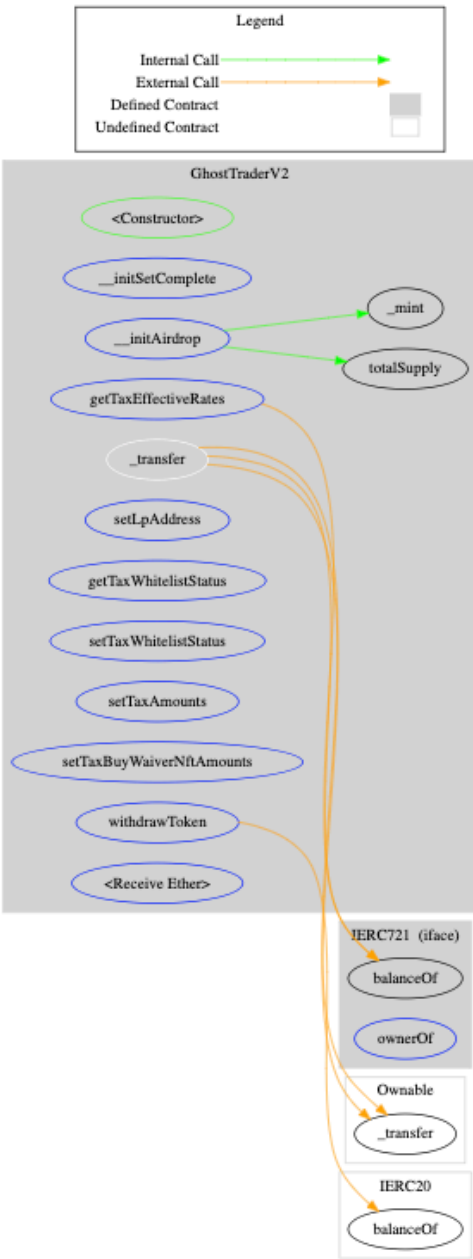 Legend
Internal Call
External Call
Defined Contract
Undefined Contract
GhostTraderV2
<Constructor>
__initSetComplete
__initAirdrop
_mint
totalSupply
getTaxEffectiveRates
_transfer
setLpAddress
getTaxWhitelistStatus
setTaxWhitelistStatus
setTaxAmounts
setTaxBuyWaiverNftAmounts
withdrawToken
<Receive Ether>
IERC721 (iface)
balanceOf
ownerOf
Ownable
_transfer
IERC20
balanceOf